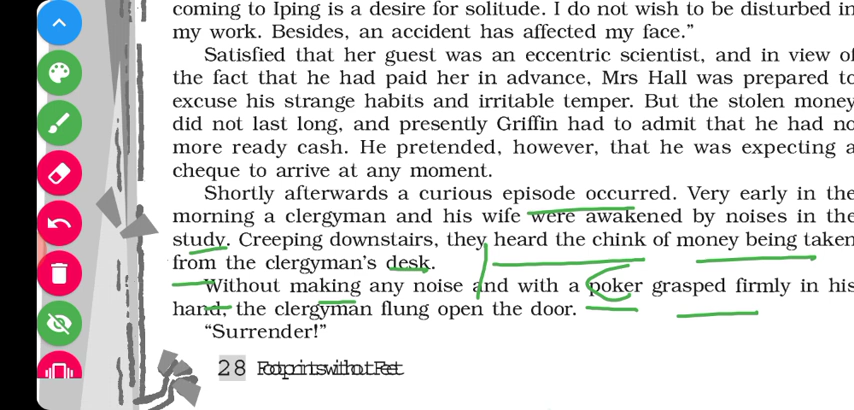 coming to Iping is a desire for solitude. I do not wish to be disturbed in
my work. Besides, an accident has affected my face.”
Satisfied that her guest was an eccentric scientist, and in view of
the fact that he had paid her in advance, Mrs Hall was prepared to
excuse his strange habits and irritable temper. But the stolen money
did not last long, and presently Griffin had to admit that he had no
more ready cash. He pretended, however, that he was expecting a
cheque to arrive at any moment.
Shortly afterwards a curious episode occurred. Very early in the
morning a clergyman and his wife were awakened by noises in the
study. Creeping downstairs, they heard the chink of money being taken
from the clergyman’s desk.
Without making any noise and with a poker grasped firmly in his
hand, the clergyman flung open the door.
“Surrender!”
28 Footprints without Feet